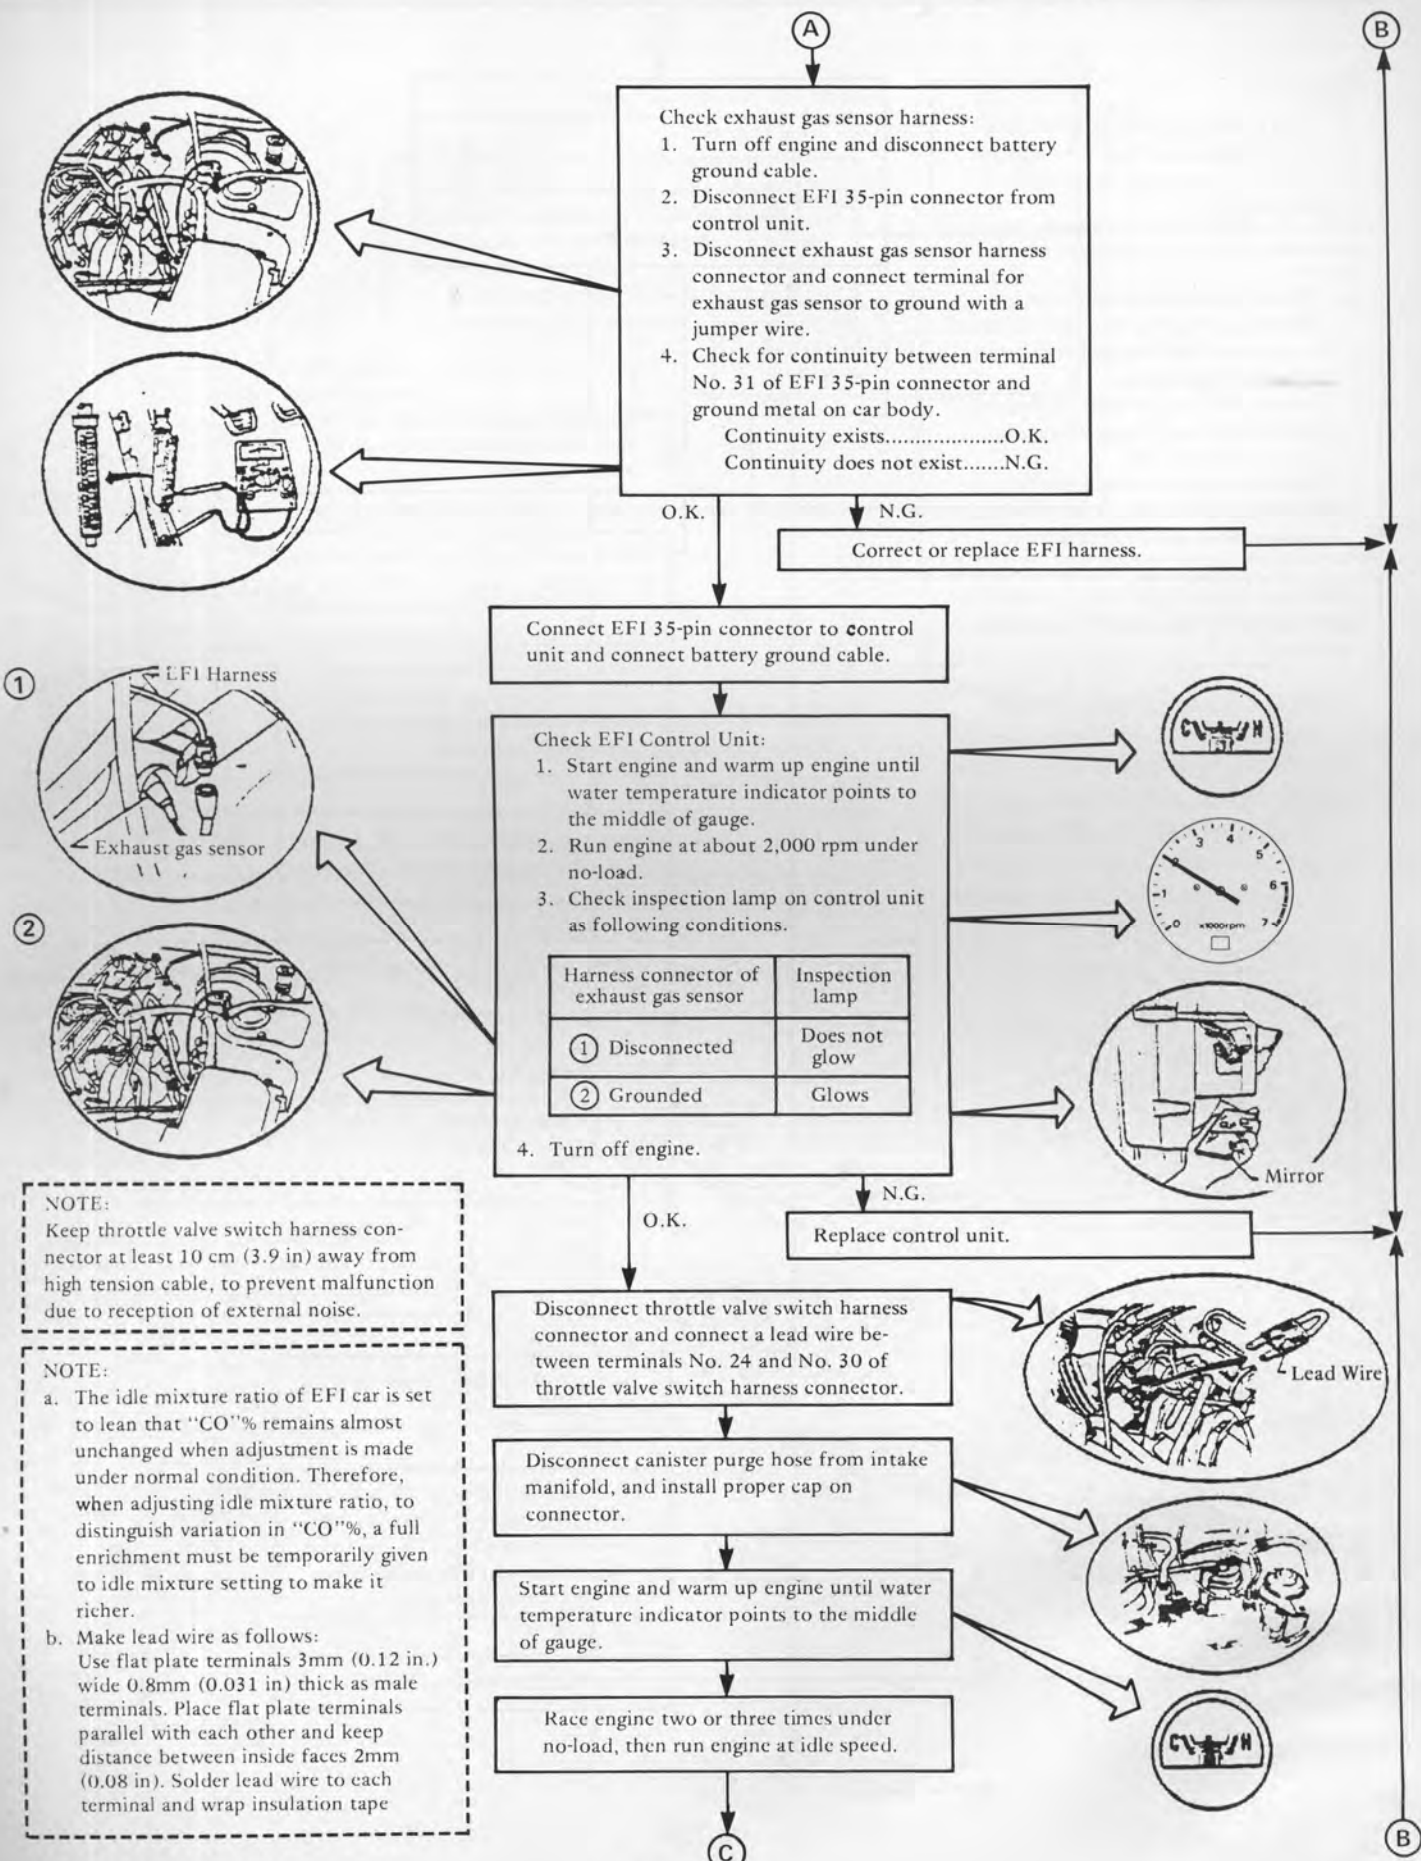 A
B
Check exhaust gas sensor harness:
1. Turn off engine and disconnect battery
ground cable.
2. Disconnect EFI 35-pin connector from
control unit.
3. Disconnect exhaust gas sensor harness
connector and connect terminal for
exhaust gas sensor to ground with a
jumper wire.
4. Check for continuity between terminal
No. 31 of EFI 35-pin connector and
ground metal on car body.
Continuity exists.....................O.K.
Continuity does not exist.......N.G.
O.K.
N.G.
Correct or replace EFI harness.
Connect EFI 35-pin connector to control
unit and connect battery ground cable.
1
EFI Harness
Exhaust gas sensor
2
Check EFI Control Unit:
1. Start engine and warm up engine until
water temperature indicator points to
the middle of gauge.
2. Run engine at about 2,000 rpm under
no-load.
3. Check inspection lamp on control unit
as following conditions.
Harness connector of
exhaust gas sensor
Inspection
lamp
1 Disconnected
Does not
glow
2 Grounded
Glows
4. Turn off engine.
C H
0 1 2 3 4 5 6 7
x1000rpm
Mirror
O.K.
N.G.
Replace control unit.
NOTE:
Keep throttle valve switch harness con-
nector at least 10 cm (3.9 in) away from
high tension cable, to prevent malfunction
due to reception of external noise.
NOTE:
a. The idle mixture ratio of EFI car is set
to lean that “CO”% remains almost
unchanged when adjustment is made
under normal condition. Therefore,
when adjusting idle mixture ratio, to
distinguish variation in “CO”%, a full
enrichment must be temporarily given
to idle mixture setting to make it
richer.
b. Make lead wire as follows:
Use flat plate terminals 3mm (0.12 in.)
wide 0.8mm (0.031 in) thick as male
terminals. Place flat plate terminals
parallel with each other and keep
distance between inside faces 2mm
(0.08 in). Solder lead wire to each
terminal and wrap insulation tape
Disconnect throttle valve switch harness
connector and connect a lead wire be-
tween terminals No. 24 and No. 30 of
throttle valve switch harness connector.
Lead Wire
Disconnect canister purge hose from intake
manifold, and install proper cap on
connector.
Start engine and warm up engine until water
temperature indicator points to the middle
of gauge.
Race engine two or three times under
no-load, then run engine at idle speed.
C H
C
B